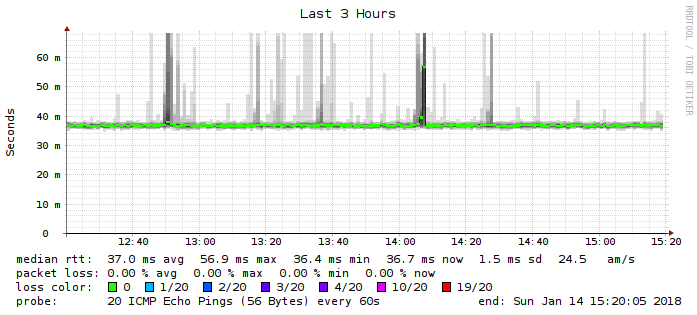 Last 3 Hours
RRDTOOL / TOBI OETIKER
Seconds
60 m
50 m
40 m
30 m
20 m
10 m
0
12:40 13:00 13:20 13:40 14:00 14:20 14:40 15:00 15:20
median rtt: 37.0 ms avg 56.9 ms max 36.4 ms min 36.7 ms now 1.5 ms sd 24.5 am/s
packet loss: 0.00 % avg 0.00 % max 0.00 % min 0.00 % now
loss color: 0 1/20 2/20 3/20 4/20 10/20 19/20
probe: 20 ICMP Echo Pings (56 Bytes) every 60s end: Sun Jan 14 15:20:05 2018